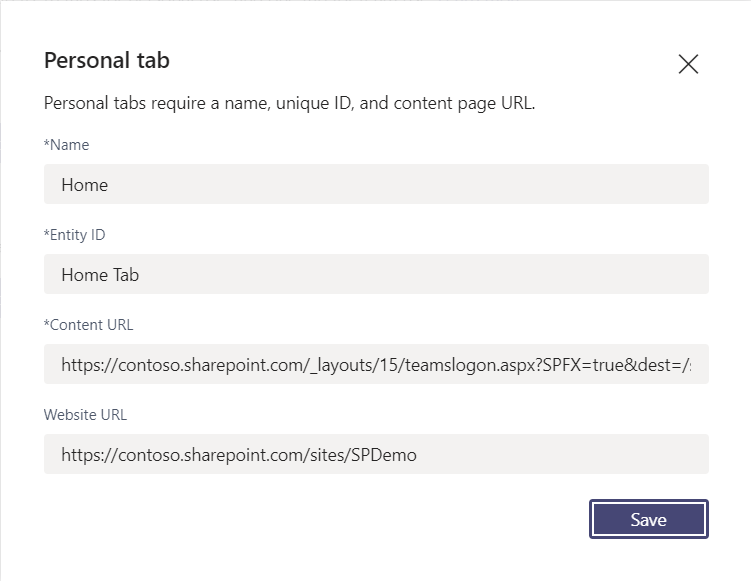 Personal tab
Personal tabs require a name, unique ID, and content page URL.
*Name
Home
*Entity ID
Home Tab
*Content URL
https://contoso.sharepoint.com/_layouts/15/teamslogon.aspx?SPFX=true&dest=/
Website URL
https://contoso.sharepoint.com/sites/SPDemo
Save